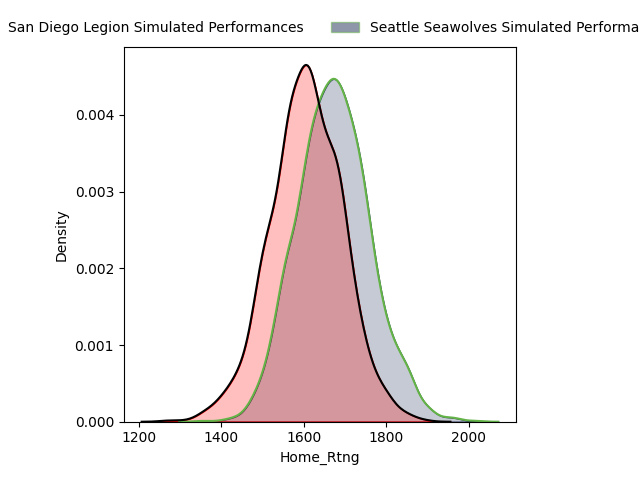 San Diego Legion Simulated Performances
Seattle Seawolves Simulated Performa
0.004
0.003
0.002
0.001
0.000
Density
1200 1400 1600 1800 2000
Home_Rtng